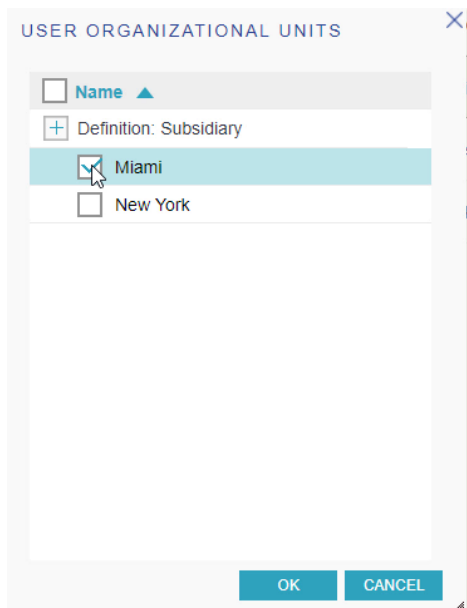 USER ORGANIZATIONAL UNITS
Name
Definition: Subsidiary
Miami
New York
OK CANCEL